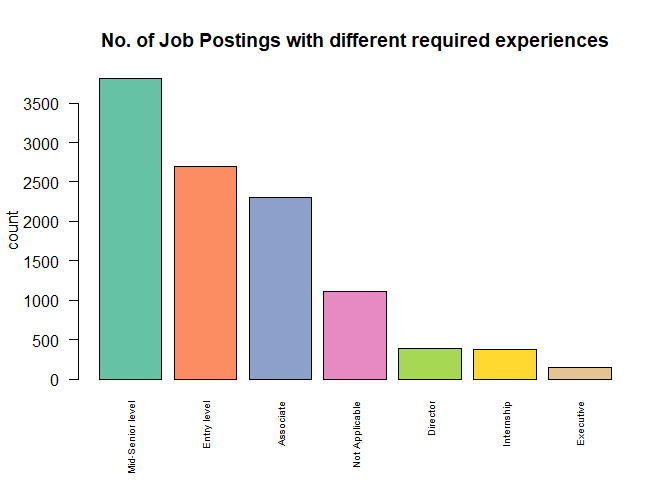 No. of Job Postings with different required experiences
count
3500
3000
2500
2000
1500
1000
500
0
Mid-Senior level
Entry level
Associate
Not Applicable
Director
Internship
Executive